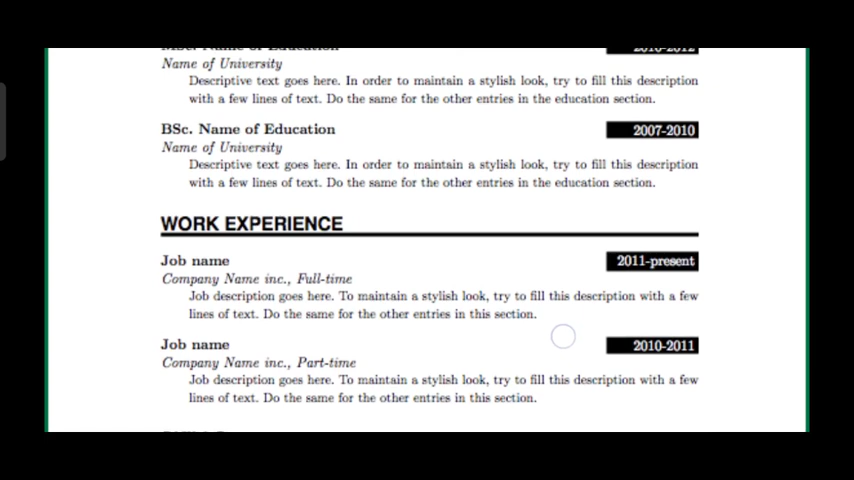 MSc. Name of Education
2010-2012
Name of University
Descriptive text goes here. In order to maintain a stylish look, try to fill this description
with a few lines of text. Do the same for the other entries in the education section.
BSc. Name of Education
2007-2010
Name of University
Descriptive text goes here. In order to maintain a stylish look, try to fill this description
with a few lines of text. Do the same for the other entries in the education section.
WORK EXPERIENCE
Job name
2011-present
Company Name inc., Full-time
Job description goes here. To maintain a stylish look, try to fill this description with a few
lines of text. Do the same for the other entries in this section.
Job name
2010-2011
Company Name inc., Part-time
Job description goes here. To maintain a stylish look, try to fill this description with a few
lines of text. Do the same for the other entries in this section.